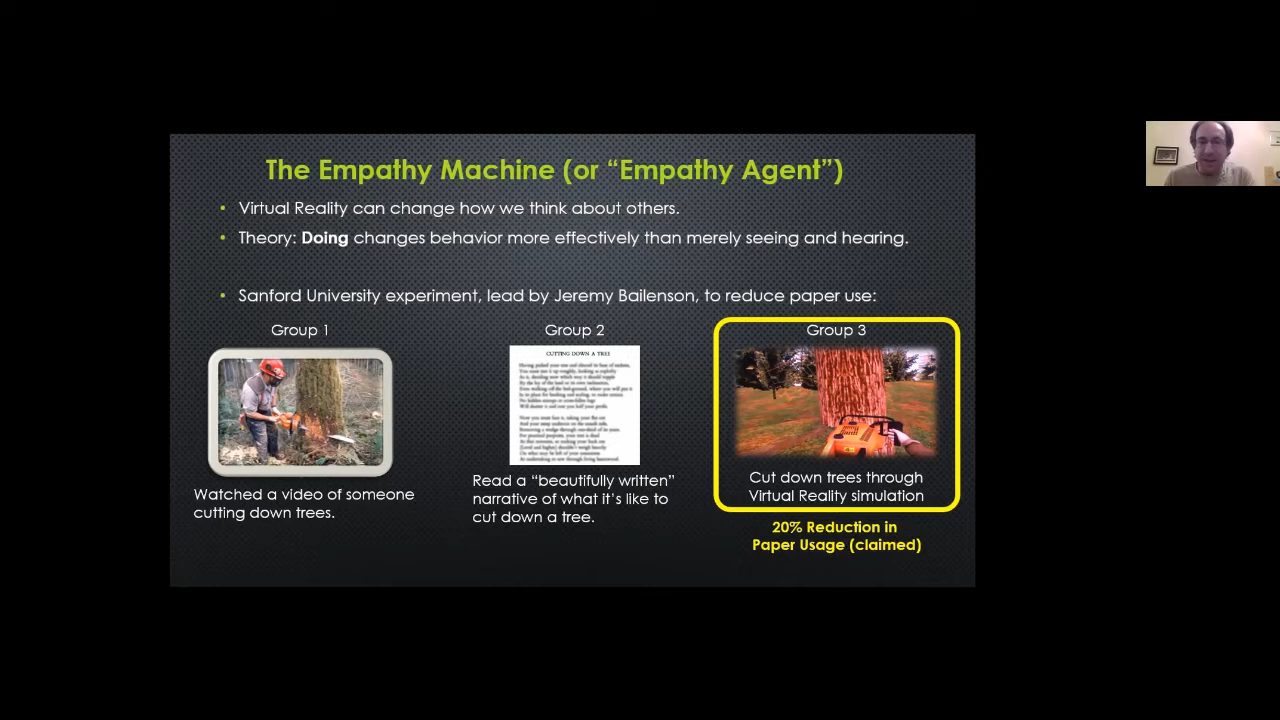 The Empathy Machine (or “Empathy Agent”)
• Virtual Reality can change how we think about others.
• Theory: Doing changes behavior more effectively than merely seeing and hearing.
• Sanford University experiment, lead by Jeremy Bailenson, to reduce paper use:
Group 1
Group 2
Group 3
CUTTING DOWN A TREE
Watched a video of someone
cutting down trees.
Read a “beautifully written”
narrative of what it’s like to
cut down a tree.
Cut down trees through
Virtual Reality simulation
20% Reduction in
Paper Usage (claimed)